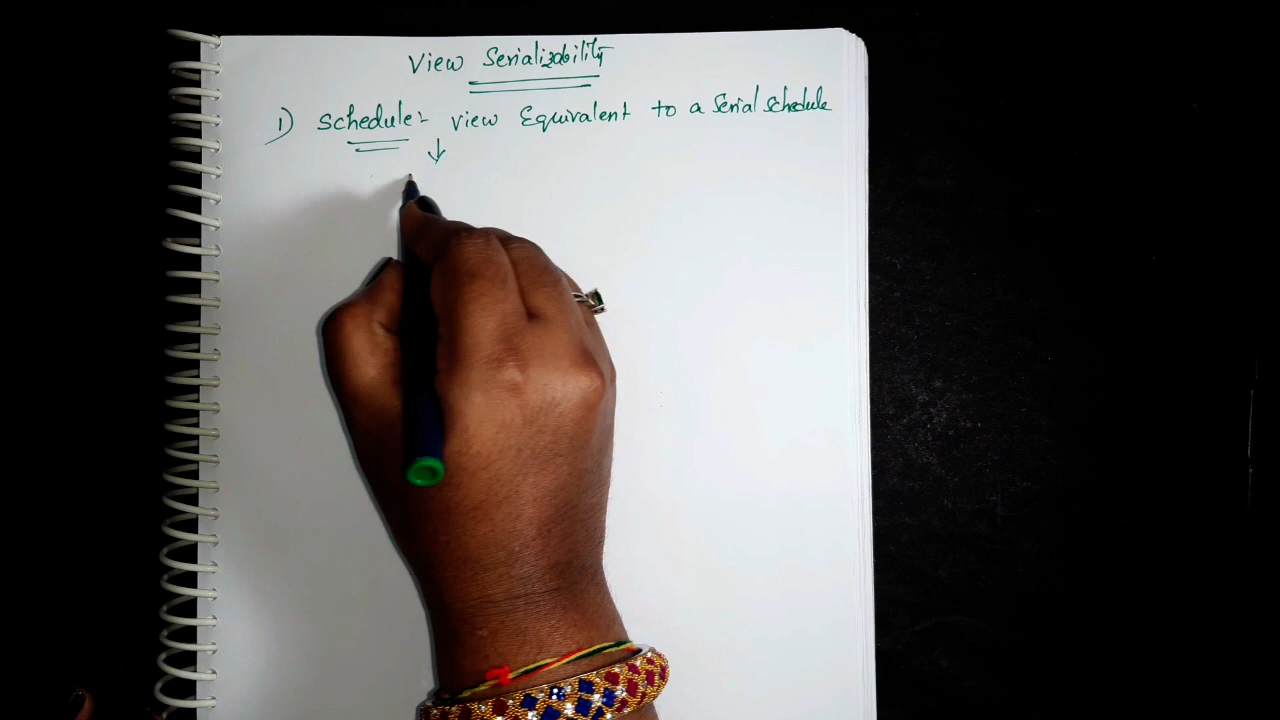 View Serializability
1) Schedule:- view Equivalent to a Serial schedule
↓